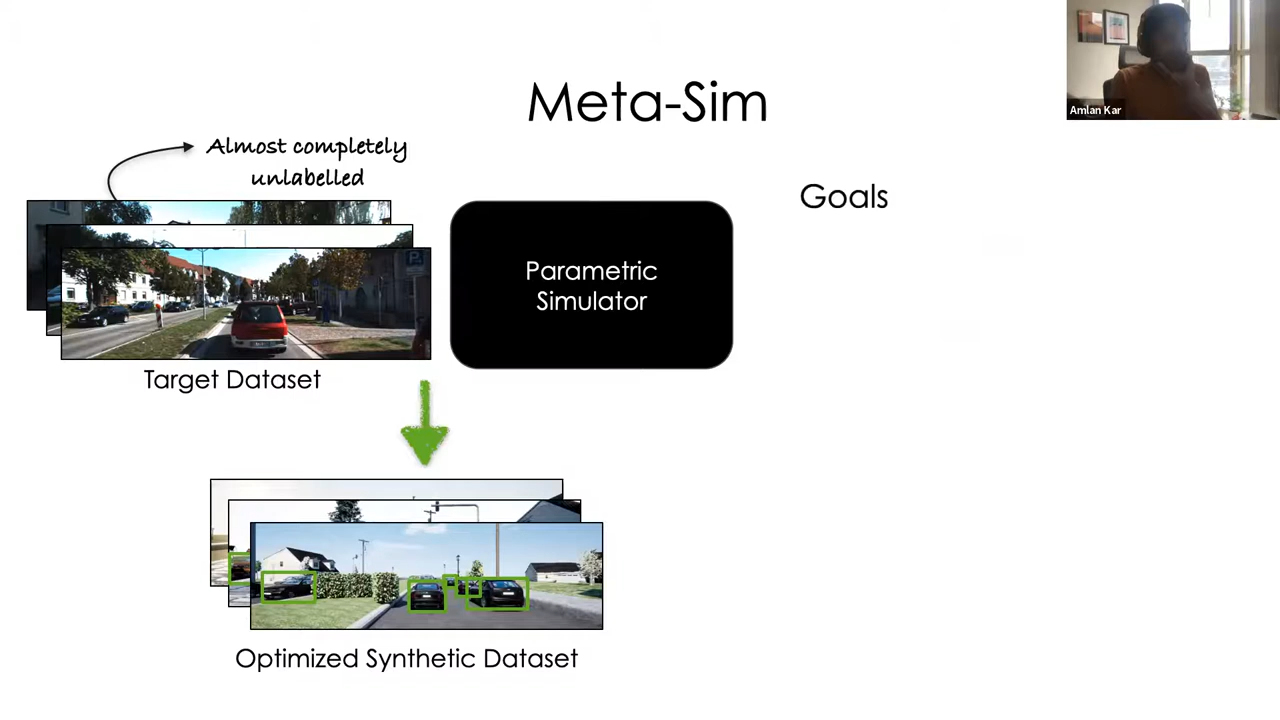 Meta-Sim
Amlan Kar
Almost completely
unlabelled
Goals
Parametric
Simulator
P
Target Dataset
Optimized Synthetic Dataset